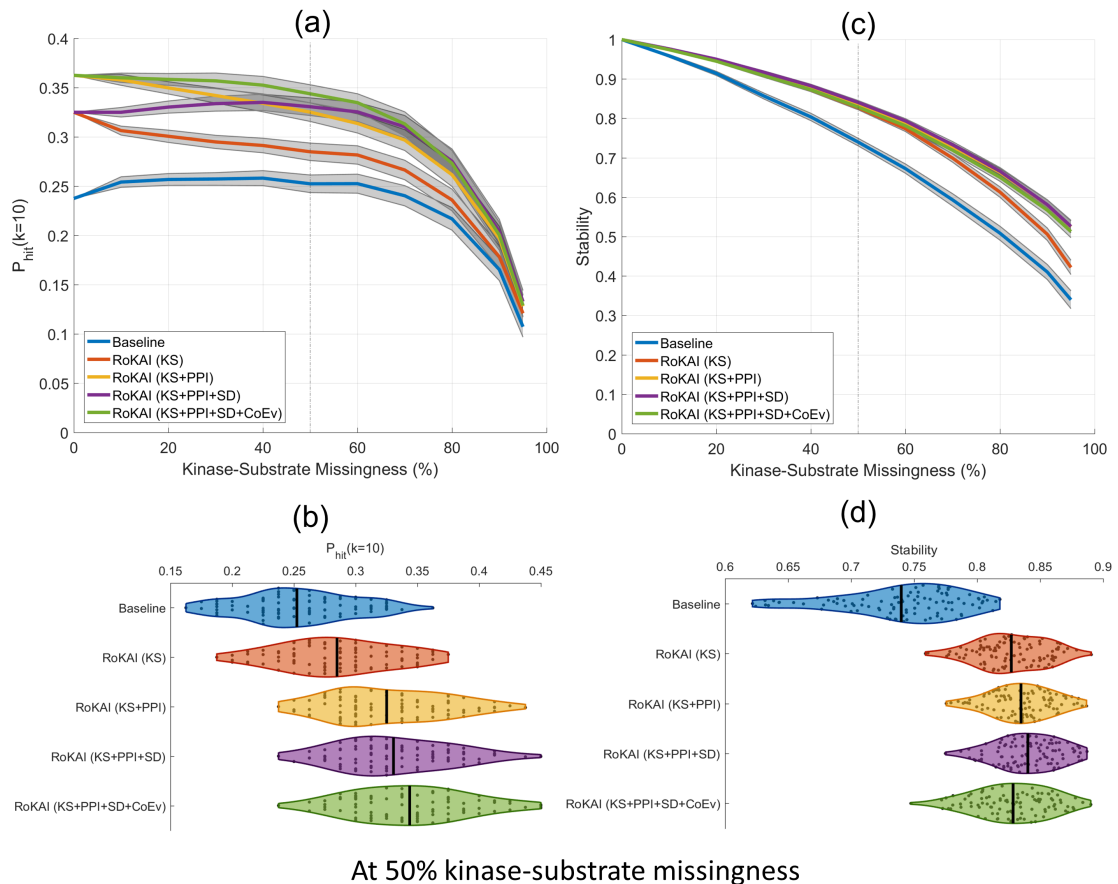 (a)
0.4
0.35
0.3
0.25
0.2
0.15
0.1
0.05
0
P_hit(k=10)
Baseline
RoKAI (KS)
RoKAI (KS+PPI)
RoKAI (KS+PPI+SD)
RoKAI (KS+PPI+SD+CoEv)
0 20 40 60 80 100
Kinase-Substrate Missingness (%)
(c)
1
0.9
0.8
0.7
0.6
0.5
0.4
0.3
0.2
0.1
0
Stability
Baseline
RoKAI (KS)
RoKAI (KS+PPI)
RoKAI (KS+PPI+SD)
RoKAI (KS+PPI+SD+CoEv)
0 20 40 60 80 100
Kinase-Substrate Missingness (%)
(b)
P_hit(k=10)
0.15 0.2 0.25 0.3 0.35 0.4 0.45
Baseline
RoKAI (KS)
RoKAI (KS+PPI)
RoKAI (KS+PPI+SD)
RoKAI (KS+PPI+SD+CoEv)
(d)
Stability
0.6 0.65 0.7 0.75 0.8 0.85 0.9
Baseline
RoKAI (KS)
RoKAI (KS+PPI)
RoKAI (KS+PPI+SD)
RoKAI (KS+PPI+SD+CoEv)
At 50% kinase-substrate missingness